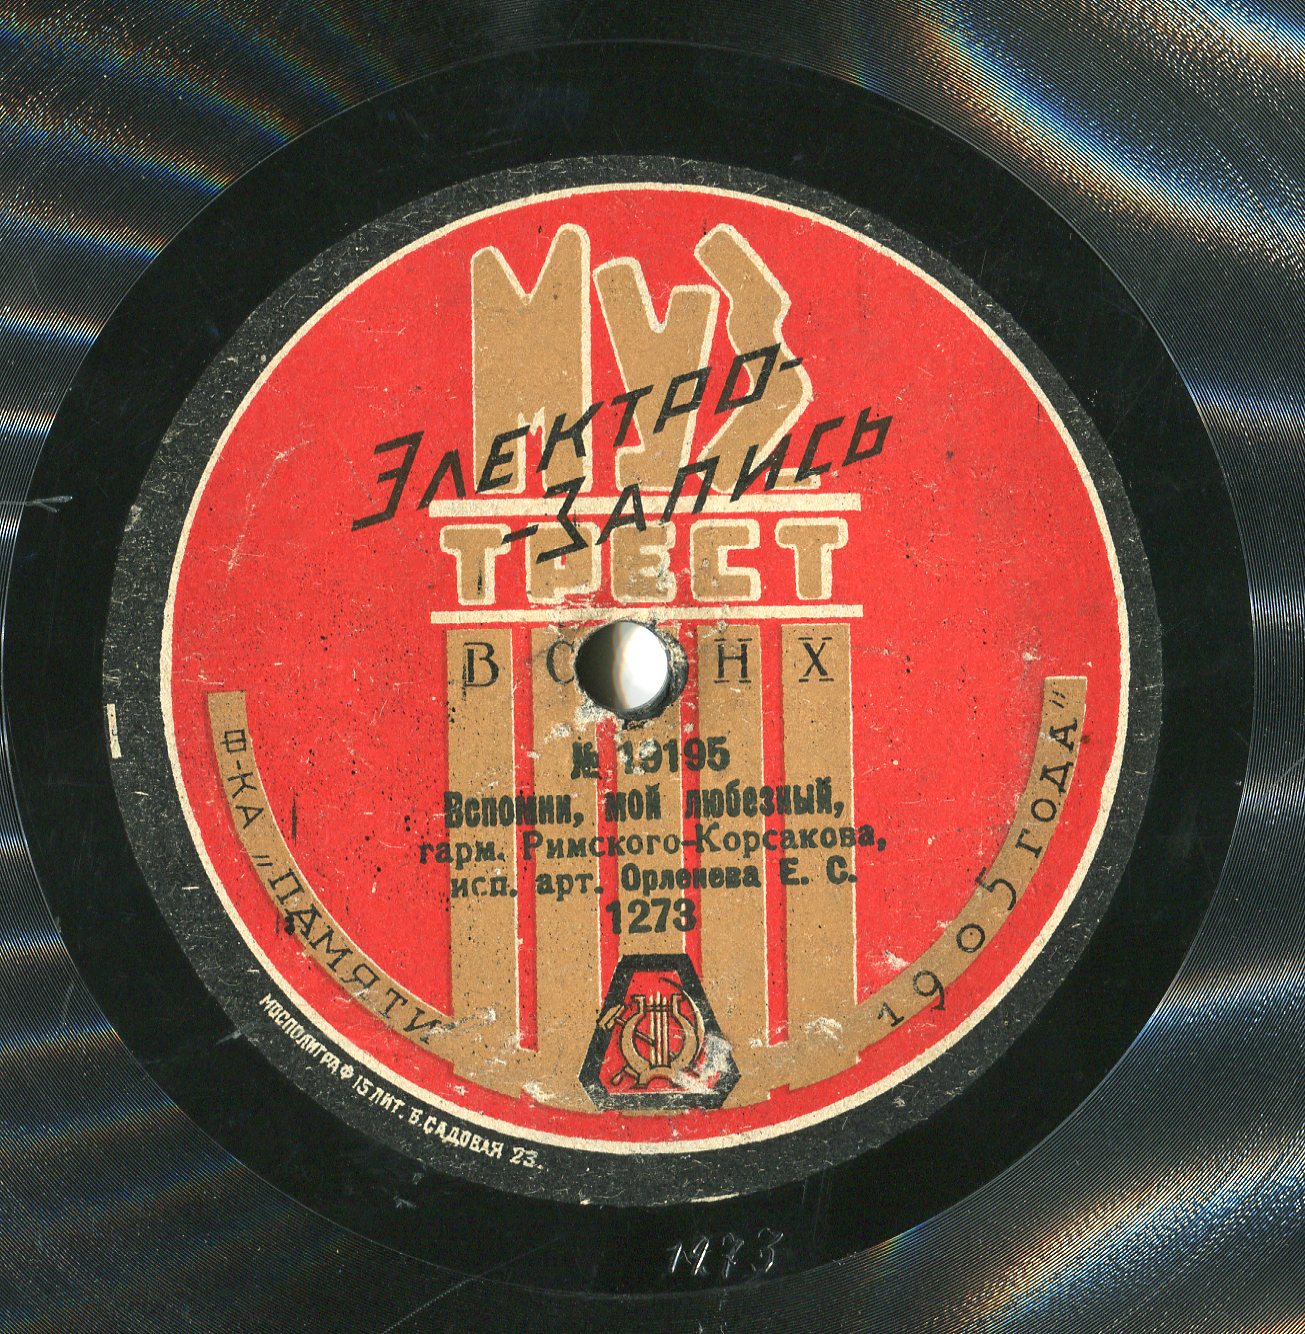 МУЗ
ЭЛЕКТРО-
-ЗАПИСЬ
ТРЕСТ
В С Н Х
№ 19195
Вспомни, мой любезный,
гарм. Римского-Корсакова,
исп. арт. Орленева Е. С.
1273
Ф-КА „ПАМЯТИ 1905 ГОДА”
МОСПОЛИГРАФ 15 ЛИТ. Б. САДОВАЯ 23.
1273